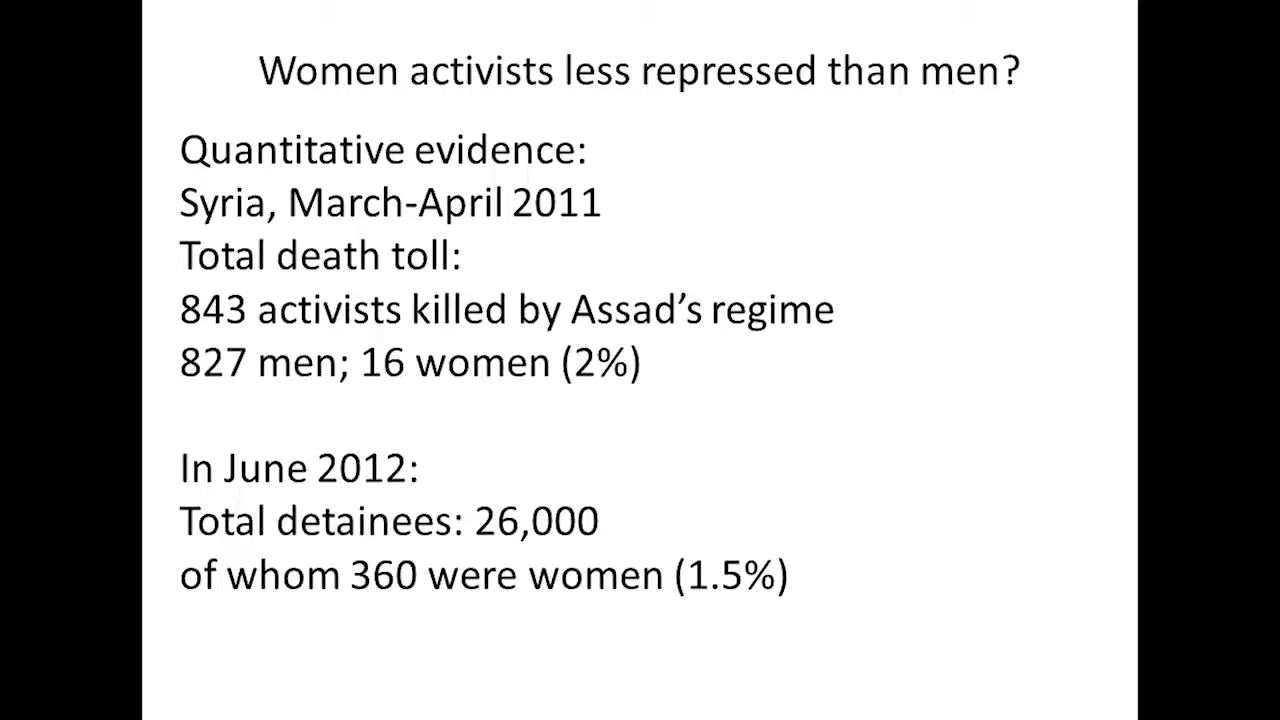 Women activists less repressed than men?
Quantitative evidence:
Syria, March-April 2011
Total death toll:
843 activists killed by Assad’s regime
827 men; 16 women (2%)
In June 2012:
Total detainees: 26,000
of whom 360 were women (1.5%)